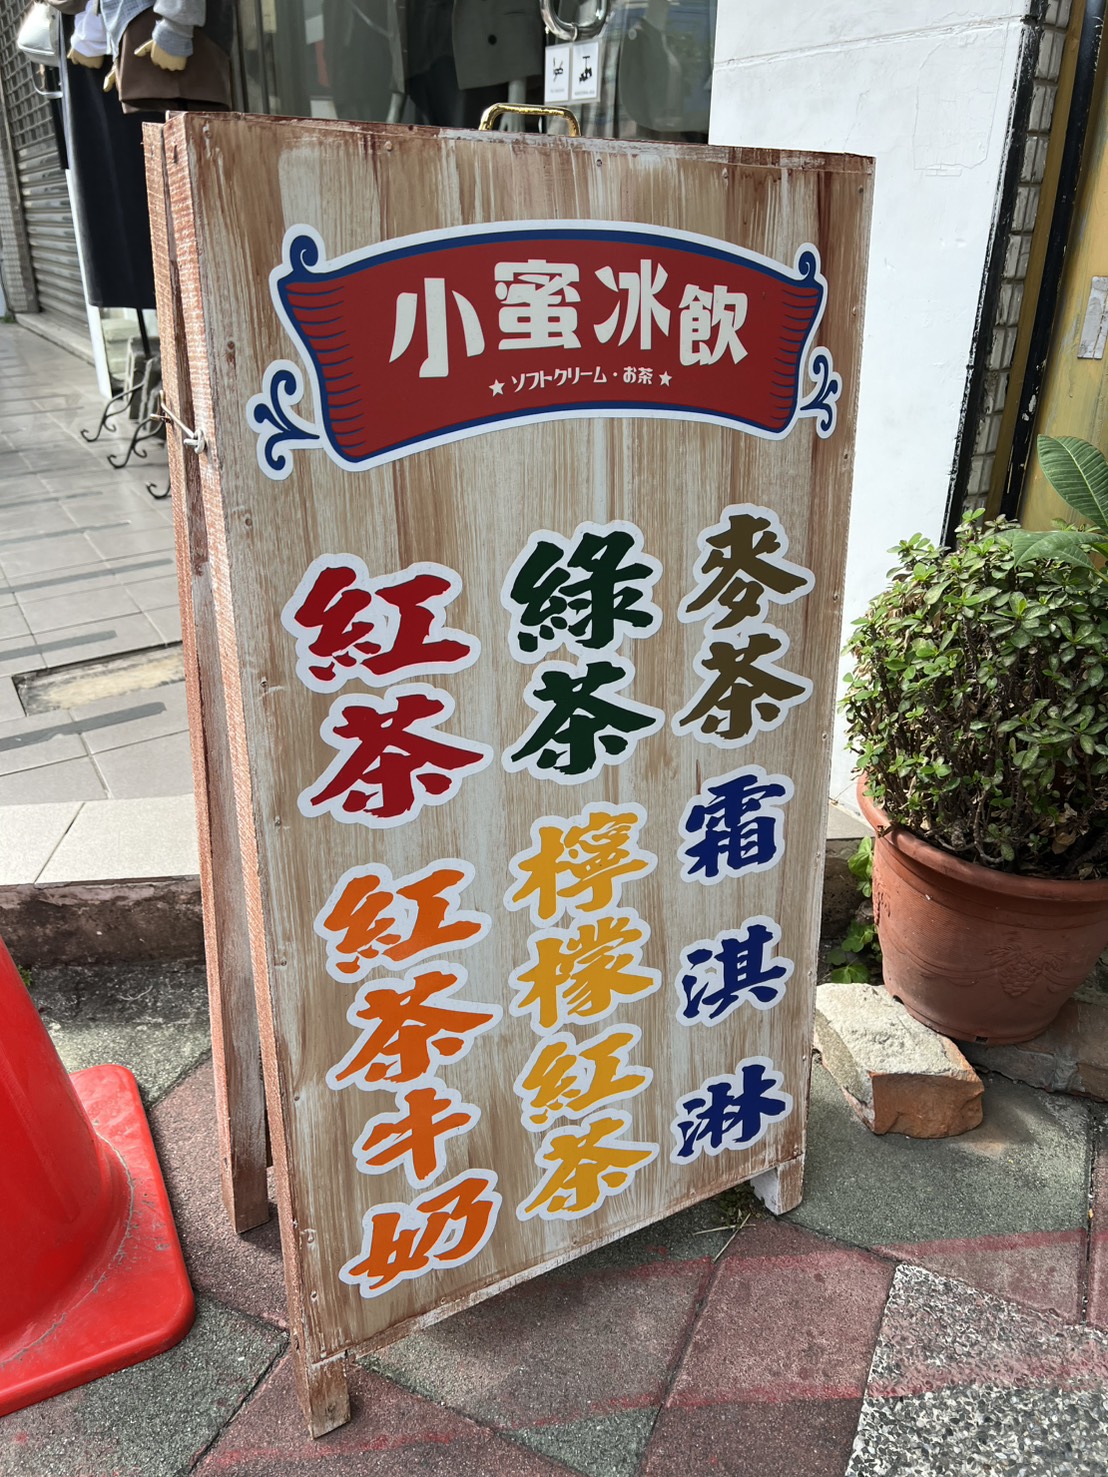 小蜜冰飲
★ソフトクリーム・お茶★
麥茶
霜淇淋
綠茶
檸檬紅茶
紅茶
紅茶牛奶